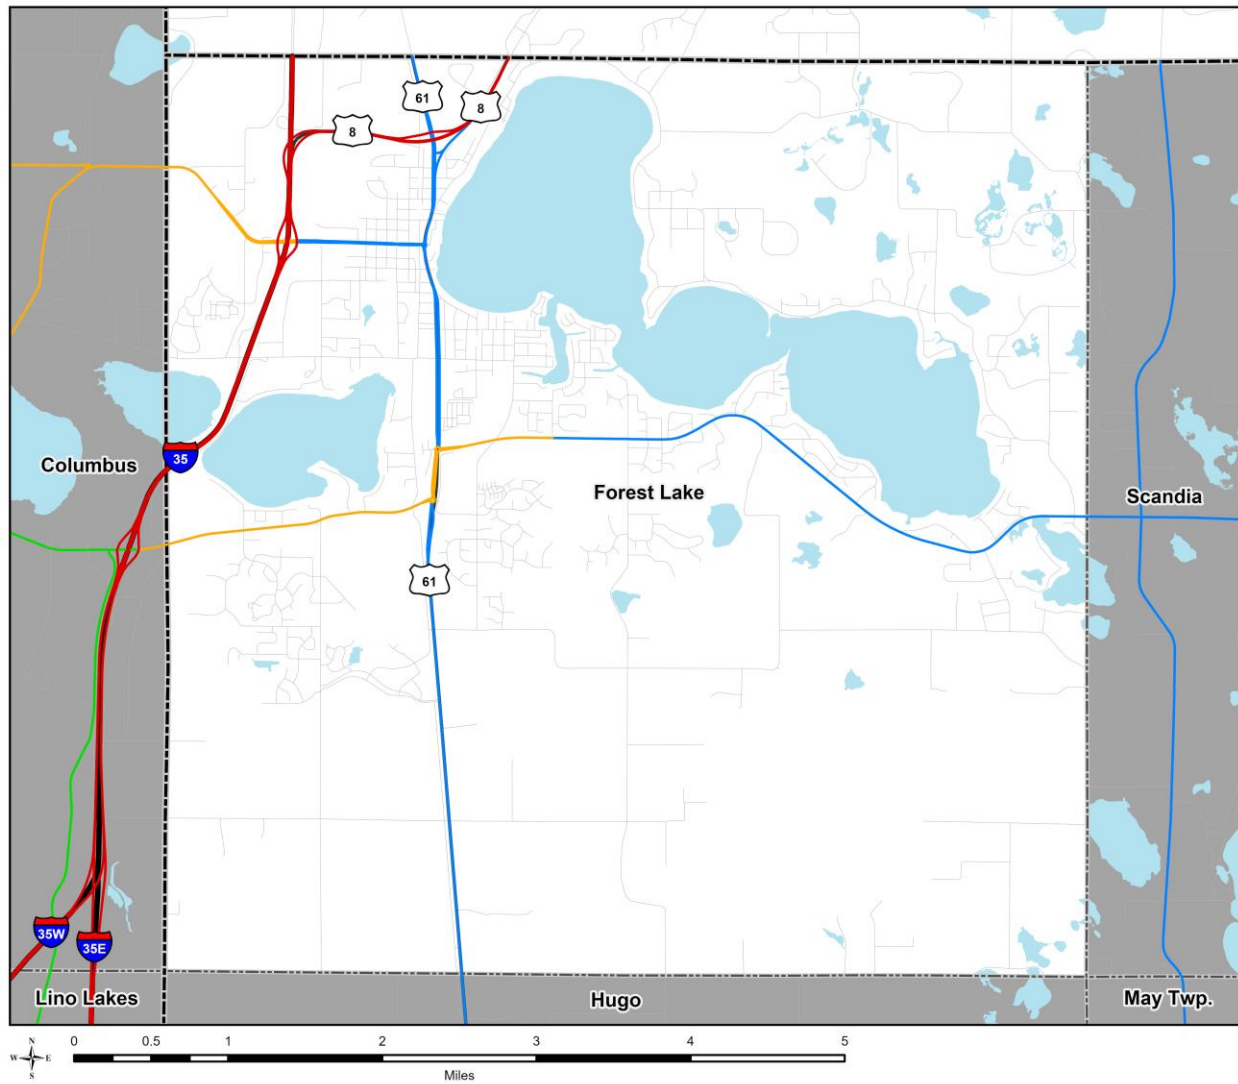 61
8
8
Columbus
35
Forest Lake
Scandia
61
35W
35E
Lino Lakes
Hugo
May Twp.
N
W E
S
0 0.5 1 2 3 4 5
Miles